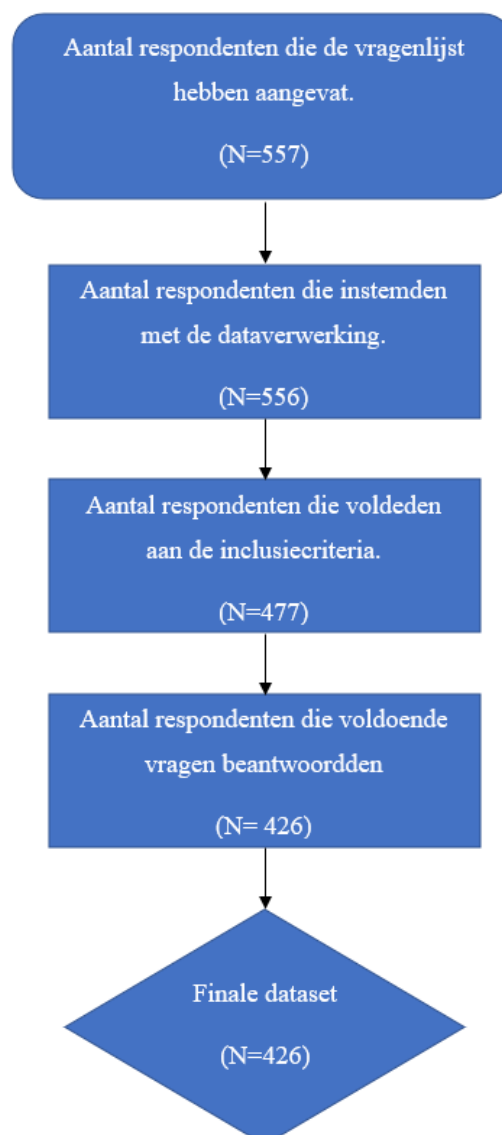 Aantal respondenten die de vragenlijst
hebben aangevat.
(N=557)
Aantal respondenten die instemden
met de dataverwerking.
(N=556)
Aantal respondenten die voldeden
aan de inclusiecriteria.
(N=477)
Aantal respondenten die voldoende
vragen beantwoordden
(N= 426)
Finale dataset
(N=426)